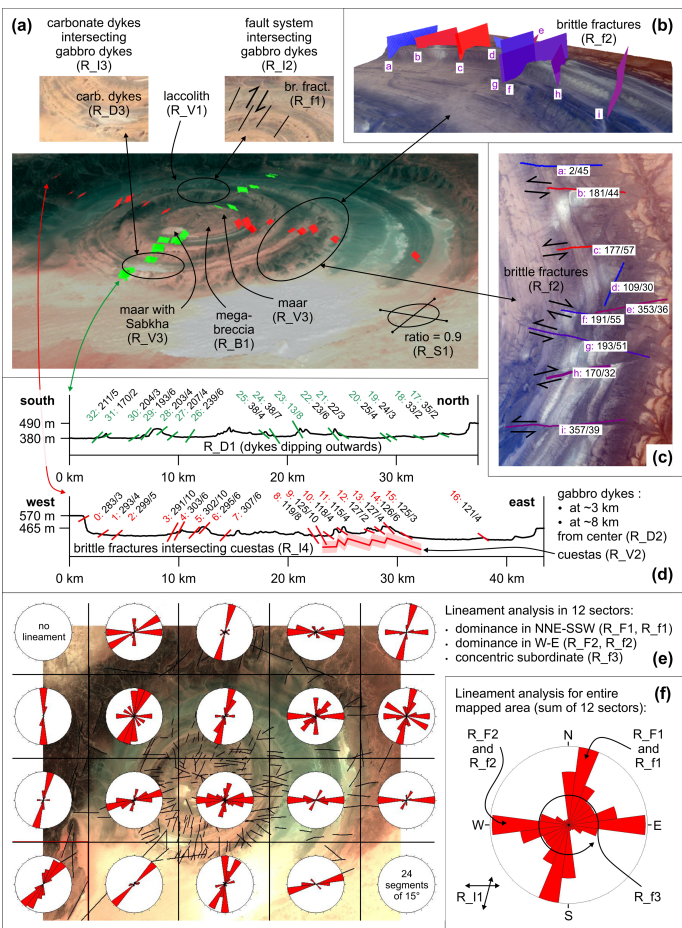 (a)
carbonate dykes
intersecting
gabbro dykes
(R_I3)
fault system
intersecting
gabbro dykes
(R_I2)
carb. dykes
(R_D3)
laccolith
(R_V1)
br. fract.
(R_f1)
maar with
Sabkha
(R_V3)
mega-
breccia
(R_B1)
maar
(R_V3)
ratio = 0.9
(R_S1)
(b)
brittle fractures
(R_f2)
a
b
c
d
e
g
f
h
i
a: 2/45
b: 181/44
c: 177/57
brittle fractures
(R_f2)
d: 109/30
e: 353/36
f: 191/55
g: 193/51
h: 170/32
i: 357/39
(c)
south
north
32: 211/5
31: 170/2
30: 204/3
29: 193/6
28: 203/4
27: 207/4
26: 239/6
25: 38/4
24: 38/7
23: 13/8
22: 23/6
21: 22/3
20: 25/4
19: 24/3
18: 33/2
17: 35/2
490 m
380 m
R_D1 (dykes dipping outwards)
0 km
10 km
20 km
30 km
west
east
0: 283/3
1: 293/4
2: 299/5
3: 291/10
4: 303/6
5: 302/10
6: 295/6
7: 307/6
8: 119/8
9: 125/10
10: 118/4
11: 115/4
12: 127/2
13: 127/4
14: 126/6
15: 125/3
16: 121/4
570 m
465 m
brittle fractures intersecting cuestas (R_I4)
0 km
10 km
20 km
30 km
40 km
gabbro dykes :
• at ~3 km
• at ~8 km
from center (R_D2)
cuestas (R_V2)
(d)
no
lineament
24
segments
of 15°
Lineament analysis in 12 sectors:
• dominance in NNE-SSW (R_F1, R_f1)
• dominance in W-E (R_F2, R_f2)
• concentric subordinate (R_f3)
(e)
(f)
Lineament analysis for entire
mapped area (sum of 12 sectors):
R_F2
and
R_f2
N
R_F1
and
R_f1
W
E
R_I1
S
R_f3